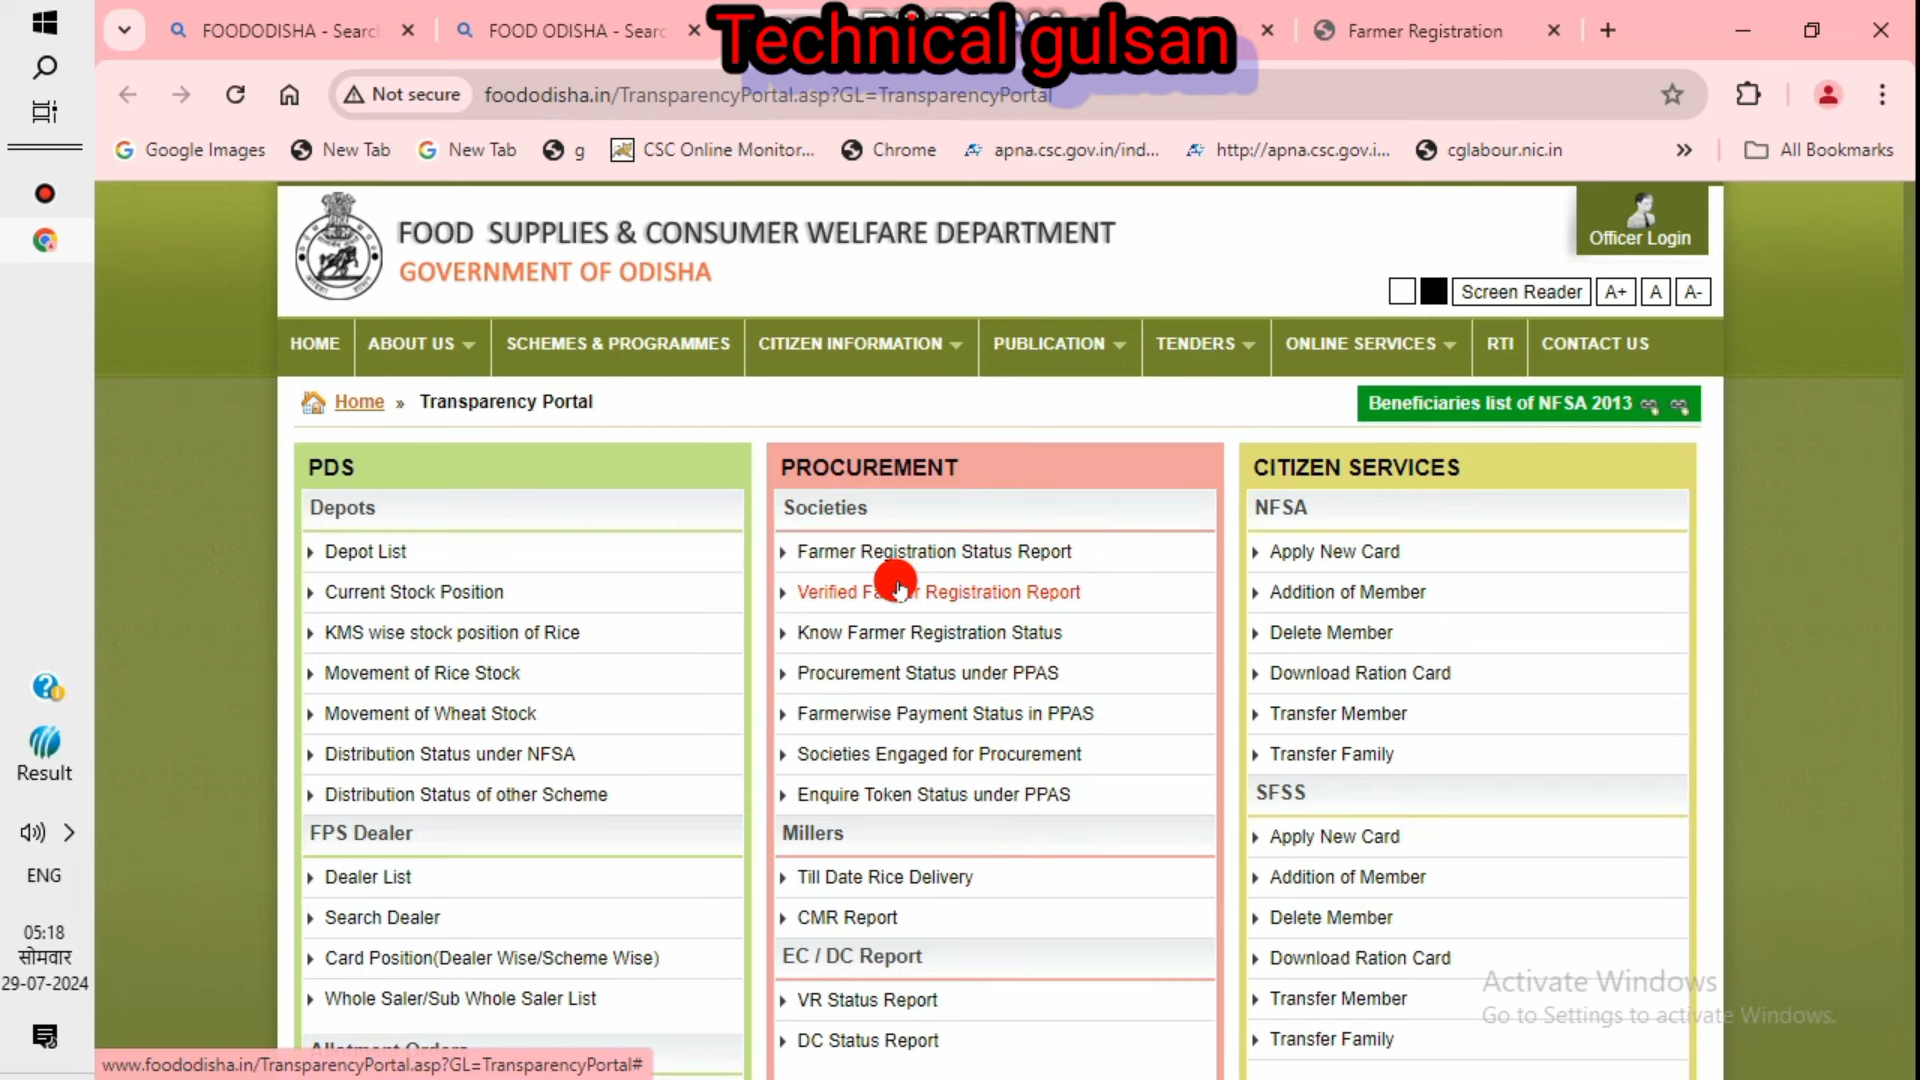 FOODODISHA - Search
FOOD ODISHA - Searc
Technical gulsan
Farmer Registration
Not secure
foododisha.in/TransparencyPortal.asp?GL=TransparencyPortal
Google Images
New Tab
New Tab
g
CSC Online Monitor...
Chrome
apna.csc.gov.in/ind...
http://apna.csc.gov.i...
cglabour.nic.in
All Bookmarks
FOOD SUPPLIES & CONSUMER WELFARE DEPARTMENT
GOVERNMENT OF ODISHA
Officer Login
Screen Reader
A+
A
A-
HOME
ABOUT US
SCHEMES & PROGRAMMES
CITIZEN INFORMATION
PUBLICATION
TENDERS
ONLINE SERVICES
RTI
CONTACT US
Home » Transparency Portal
Beneficiaries list of NFSA 2013
PDS
Depots
Depot List
Current Stock Position
KMS wise stock position of Rice
Movement of Rice Stock
Movement of Wheat Stock
Distribution Status under NFSA
Distribution Status of other Scheme
FPS Dealer
Dealer List
Search Dealer
Card Position(Dealer Wise/Scheme Wise)
Whole Saler/Sub Whole Saler List
PROCUREMENT
Societies
Farmer Registration Status Report
Verified Farmer Registration Report
Know Farmer Registration Status
Procurement Status under PPAS
Farmerwise Payment Status in PPAS
Societies Engaged for Procurement
Enquire Token Status under PPAS
Millers
Till Date Rice Delivery
CMR Report
EC / DC Report
VR Status Report
DC Status Report
CITIZEN SERVICES
NFSA
Apply New Card
Addition of Member
Delete Member
Download Ration Card
Transfer Member
Transfer Family
SFSS
Apply New Card
Addition of Member
Delete Member
Download Ration Card
Transfer Member
Transfer Family
Activate Windows
Go to Settings to activate Windows.
www.foododisha.in/TransparencyPortal.asp?GL=TransparencyPortal#
Result
ENG
05:18
सोमवार
29-07-2024